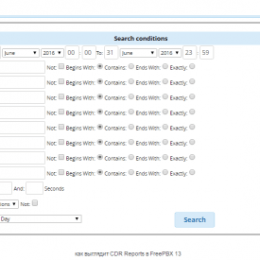 Search conditions
June 2016 00 : 00 To: 31 June 2016 23 : 59
Not: Begins With: Contains: Ends With: Exactly:
Not: Begins With: Contains: Ends With: Exactly:
Not: Begins With: Contains: Ends With: Exactly:
Not: Begins With: Contains: Ends With: Exactly:
Not: Begins With: Contains: Ends With: Exactly:
Not: Begins With: Contains: Ends With: Exactly:
Not: Begins With: Contains: Ends With: Exactly:
Not: Begins With: Contains: Ends With: Exactly:
And: Seconds
Not:
Day
Search
как выглядит CDR Reports в FreePBX 13